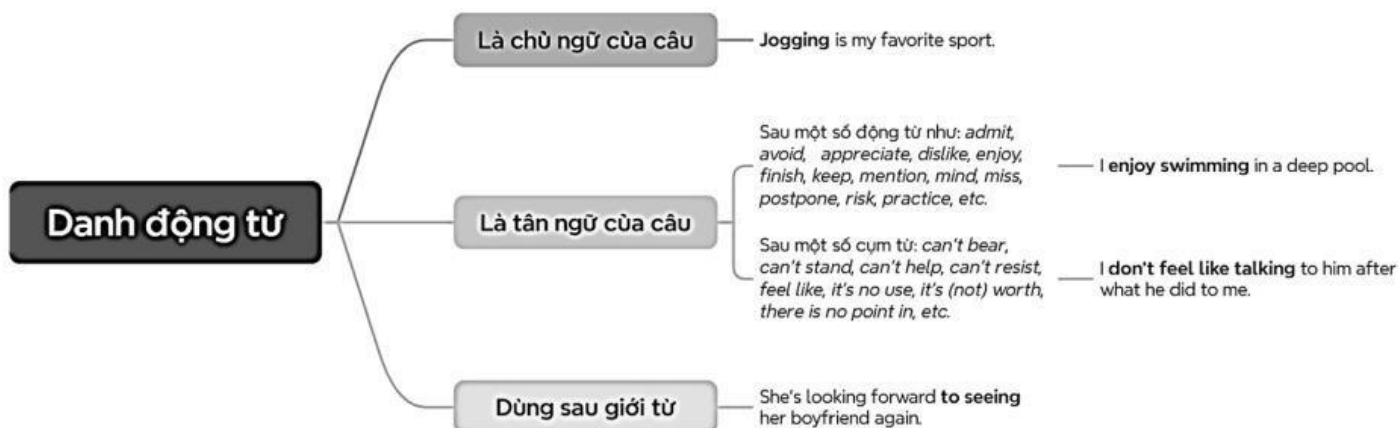 Danh động từ
Là chủ ngữ của câu
Jogging is my favorite sport.
Là tân ngữ của câu
Sau một số động từ như: admit,
avoid, appreciate, dislike, enjoy,
finish, keep, mention, mind, miss,
postpone, risk, practice, etc.
I enjoy swimming in a deep pool.
Sau một số cụm từ: can't bear,
can't stand, can't help, can't resist,
feel like, it's no use, it's (not) worth,
there is no point in, etc.
I don't feel like talking to him after
what he did to me.
Dùng sau giới từ
She's looking forward to seeing
her boyfriend again.